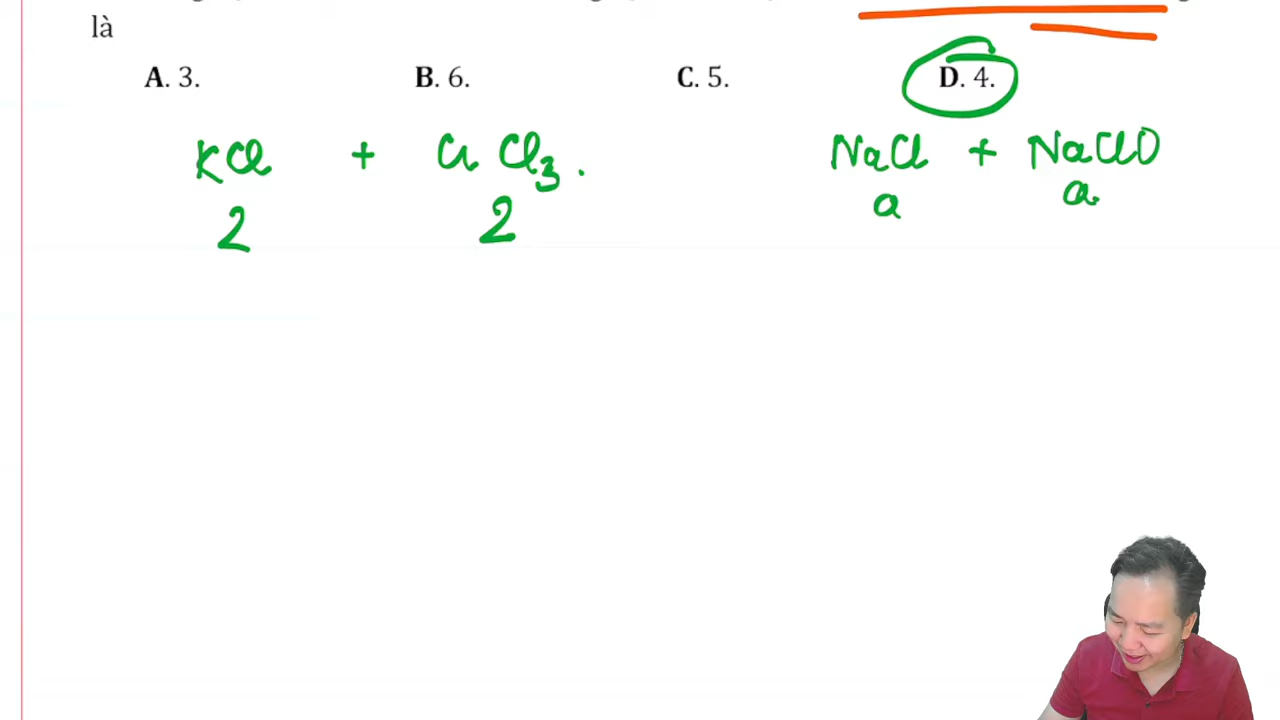 là
A. 3. B. 6. C. 5. D. 4.
KCl + CrCl3. NaCl + NaClO
2 2 a a